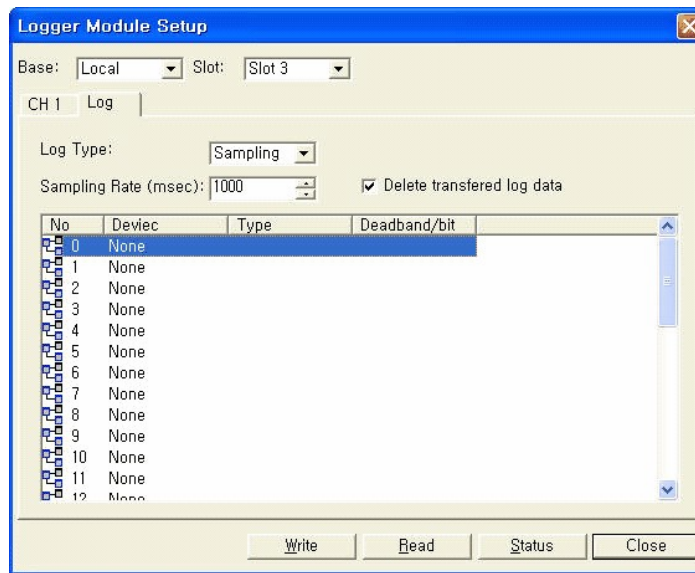 Logger Module Setup
Base: Local Slot: Slot 3
CH 1 Log
Log Type: Sampling
Sampling Rate (msec): 1000 Delete transfered log data
No Deviec Type Deadband/bit
0 None
1 None
2 None
3 None
4 None
5 None
6 None
7 None
8 None
9 None
10 None
11 None
12 None
Write Read Status Close